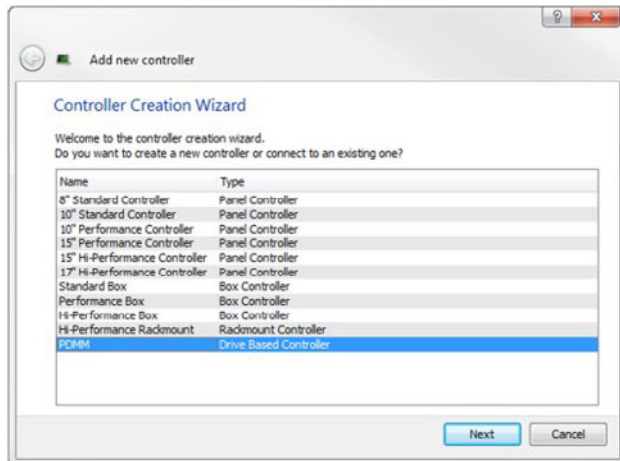 Add new controller
Controller Creation Wizard
Welcome to the controller creation wizard.
Do you want to create a new controller or connect to an existing one?
Name Type
8" Standard Controller Panel Controller
10" Standard Controller Panel Controller
10" Performance Controller Panel Controller
15" Performance Controller Panel Controller
15" Hi-Performance Controller Panel Controller
17" Hi-Performance Controller Panel Controller
Standard Box Box Controller
Performance Box Box Controller
Hi-Performance Box Box Controller
Hi-Performance Rackmount Rackmount Controller
PDMM Drive Based Controller
Next Cancel